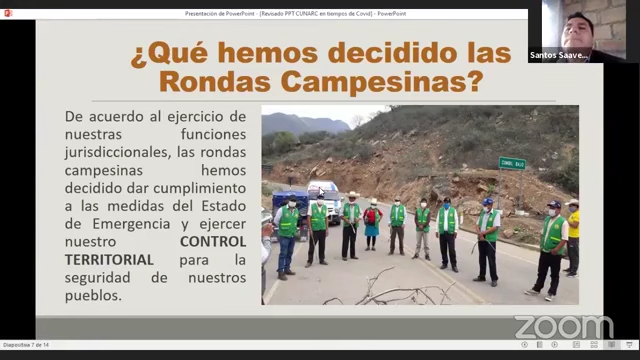 Presentación de PowerPoint - [Revisado PPT CUNARC en tiempos de Covid] - PowerPoint
Santos Saave...
¿Qué hemos decidido las
Rondas Campesinas?
De acuerdo al ejercicio de
nuestras funciones
jurisdiccionales, las rondas
campesinas hemos
decidido dar cumplimiento
a las medidas del Estado
de Emergencia y ejercer
nuestro CONTROL
TERRITORIAL para la
seguridad de nuestros
pueblos.
zoom
Diapositiva 7 de 14